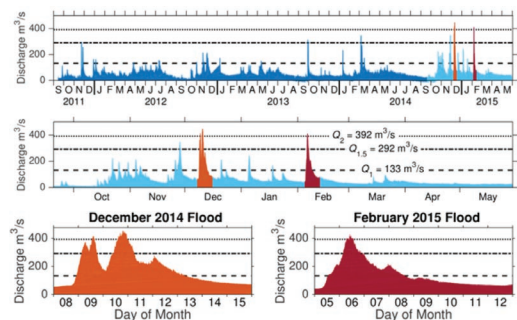 Discharge m³/s
400
200
0
S O N D J F M A M J J A S O N D J F M A M J J A S O N D J F M A M J J A S O N D J F M A M
2011 2012 2013 2014 2015
Discharge m³/s
400
200
0
Q₂ = 392 m³/s
Q₁.₅ = 292 m³/s
Q₁ = 133 m³/s
Oct Nov Dec Jan Feb Mar Apr May
December 2014 Flood
Discharge m³/s
400
200
0
08 09 10 11 12 13 14 15
Day of Month
February 2015 Flood
Discharge m³/s
400
200
0
05 06 07 08 09 10 11 12
Day of Month